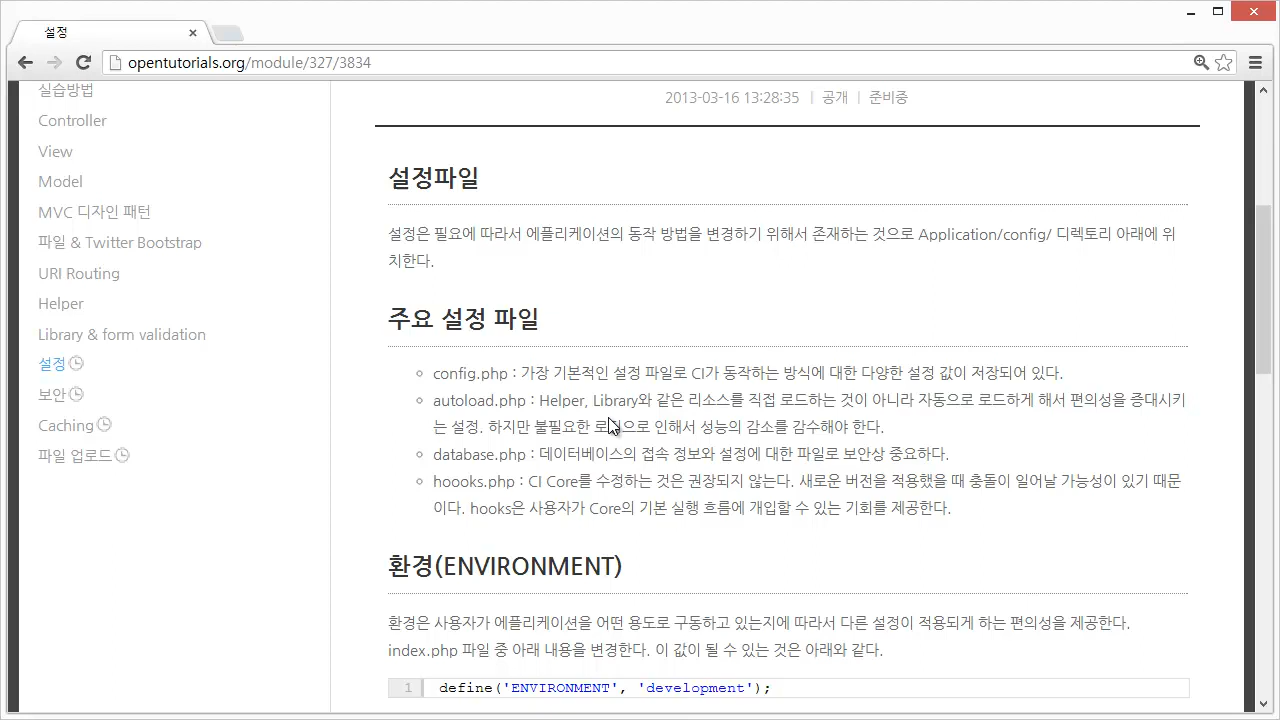 설정
opentutorials.org/module/327/3834
실습방법
Controller
View
Model
MVC 디자인 패턴
파일 & Twitter Bootstrap
URI Routing
Helper
Library & form validation
설정
보안
Caching
파일 업로드
2013-03-16 13:28:35 | 공개 | 준비중
설정파일
설정은 필요에 따라서 에플리케이션의 동작 방법을 변경하기 위해서 존재하는 것으로 Application/config/ 디렉토리 아래에 위
치한다.
주요 설정 파일
config.php : 가장 기본적인 설정 파일로 CI가 동작하는 방식에 대한 다양한 설정 값이 저장되어 있다.
autoload.php : Helper, Library와 같은 리소스를 직접 로드하는 것이 아니라 자동으로 로드하게 해서 편의성을 증대시키
는 설정. 하지만 불필요한 으로 인해서 성능의 감소를 감수해야 한다.
database.php : 데이터베이스의 접속 정보와 설정에 대한 파일로 보안상 중요하다.
hoooks.php : CI Core를 수정하는 것은 권장되지 않는다. 새로운 버전을 적용했을 때 충돌이 일어날 가능성이 있기 때문
이다. hooks은 사용자가 Core의 기본 실행 흐름에 개입할 수 있는 기회를 제공한다.
환경(ENVIRONMENT)
환경은 사용자가 에플리케이션을 어떤 용도로 구동하고 있는지에 따라서 다른 설정이 적용되게 하는 편의성을 제공한다.
index.php 파일 중 아래 내용을 변경한다. 이 값이 될 수 있는 것은 아래와 같다.
1 define('ENVIRONMENT', 'development');